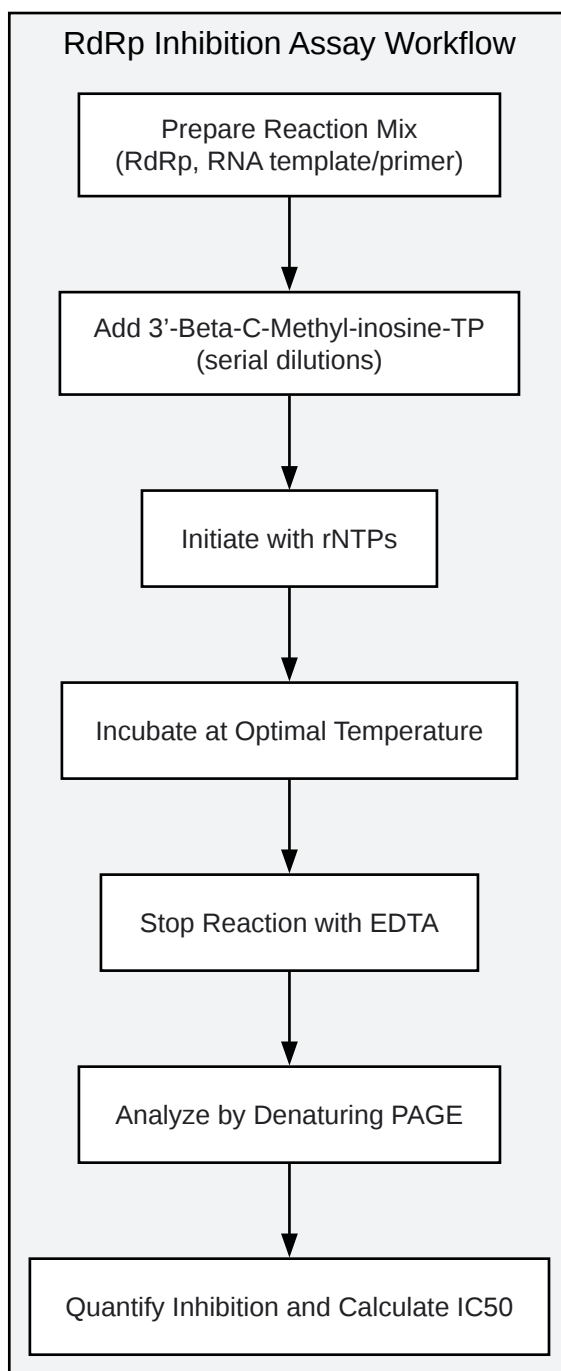 RdRp Inhibition Assay Workflow
Prepare Reaction Mix
(RdRp, RNA template/primer)
Add 3’-Beta-C-Methyl-inosine-TP
(serial dilutions)
Initiate with rNTPs
Incubate at Optimal Temperature
Stop Reaction with EDTA
Analyze by Denaturing PAGE
Quantify Inhibition and Calculate IC50